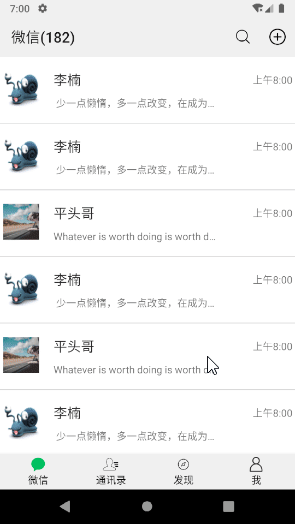 7:00
微信(182)
李楠
上午8:00
少一点懒惰，多一点改变，在成为...
李楠
上午8:00
少一点懒惰，多一点改变，在成为...
平头哥
上午8:00
Whatever is worth doing is worth d...
李楠
上午8:00
少一点懒惰，多一点改变，在成为...
平头哥
上午8:00
Whatever is worth doing is worth d...
李楠
上午8:00
少一点懒惰，多一点改变，在成为...
微信
通讯录
发现
我